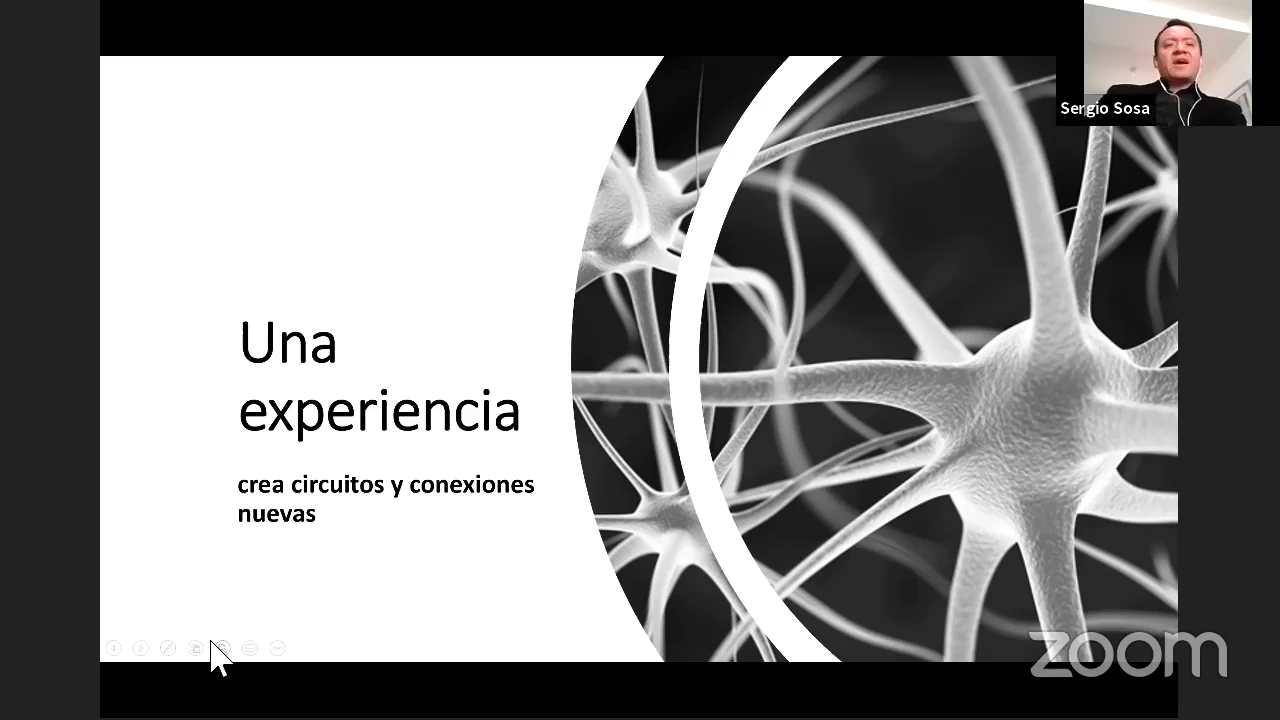 Sergio Sosa
Una
experiencia
crea circuitos y conexiones
nuevas
zoom